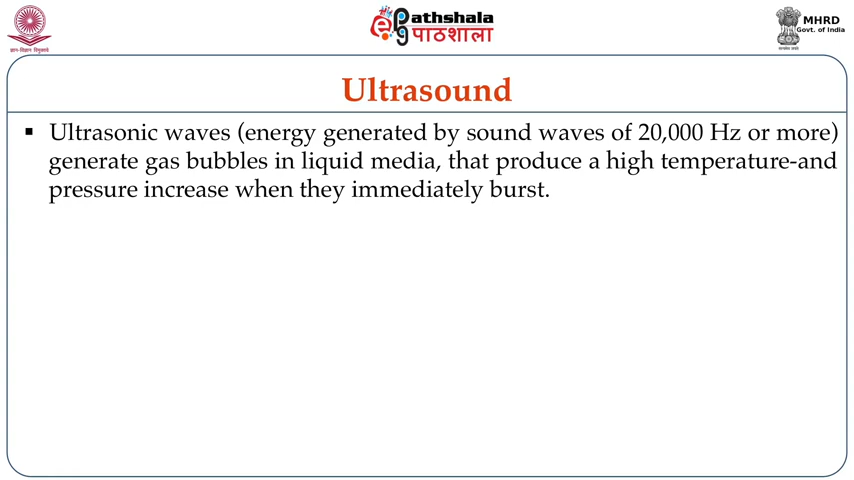 ePGpathshala
पाठशाला
MHRD
Govt. of India
Ultrasound
▪ Ultrasonic waves (energy generated by sound waves of 20,000 Hz or more)
generate gas bubbles in liquid media, that produce a high temperature-and
pressure increase when they immediately burst.